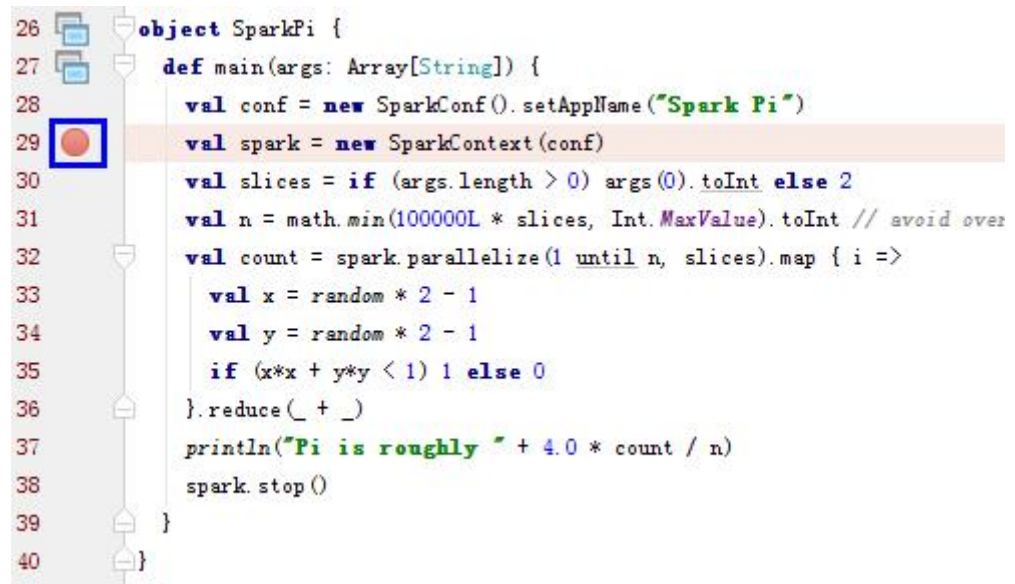 26 object SparkPi {
27 def main(args: Array[String]) {
28 val conf = new SparkConf().setAppName("Spark Pi")
29 val spark = new SparkContext(conf)
30 val slices = if (args.length > 0) args(0).toInt else 2
31 val n = math.min(100000L * slices, Int.MaxValue).toInt // avoid over
32 val count = spark.parallelize(1 until n, slices).map { i =>
33 val x = random * 2 - 1
34 val y = random * 2 - 1
35 if (x*x + y*y < 1) 1 else 0
36 }.reduce(_ + _)
37 println("Pi is roughly " + 4.0 * count / n)
38 spark.stop()
39 }
40 }